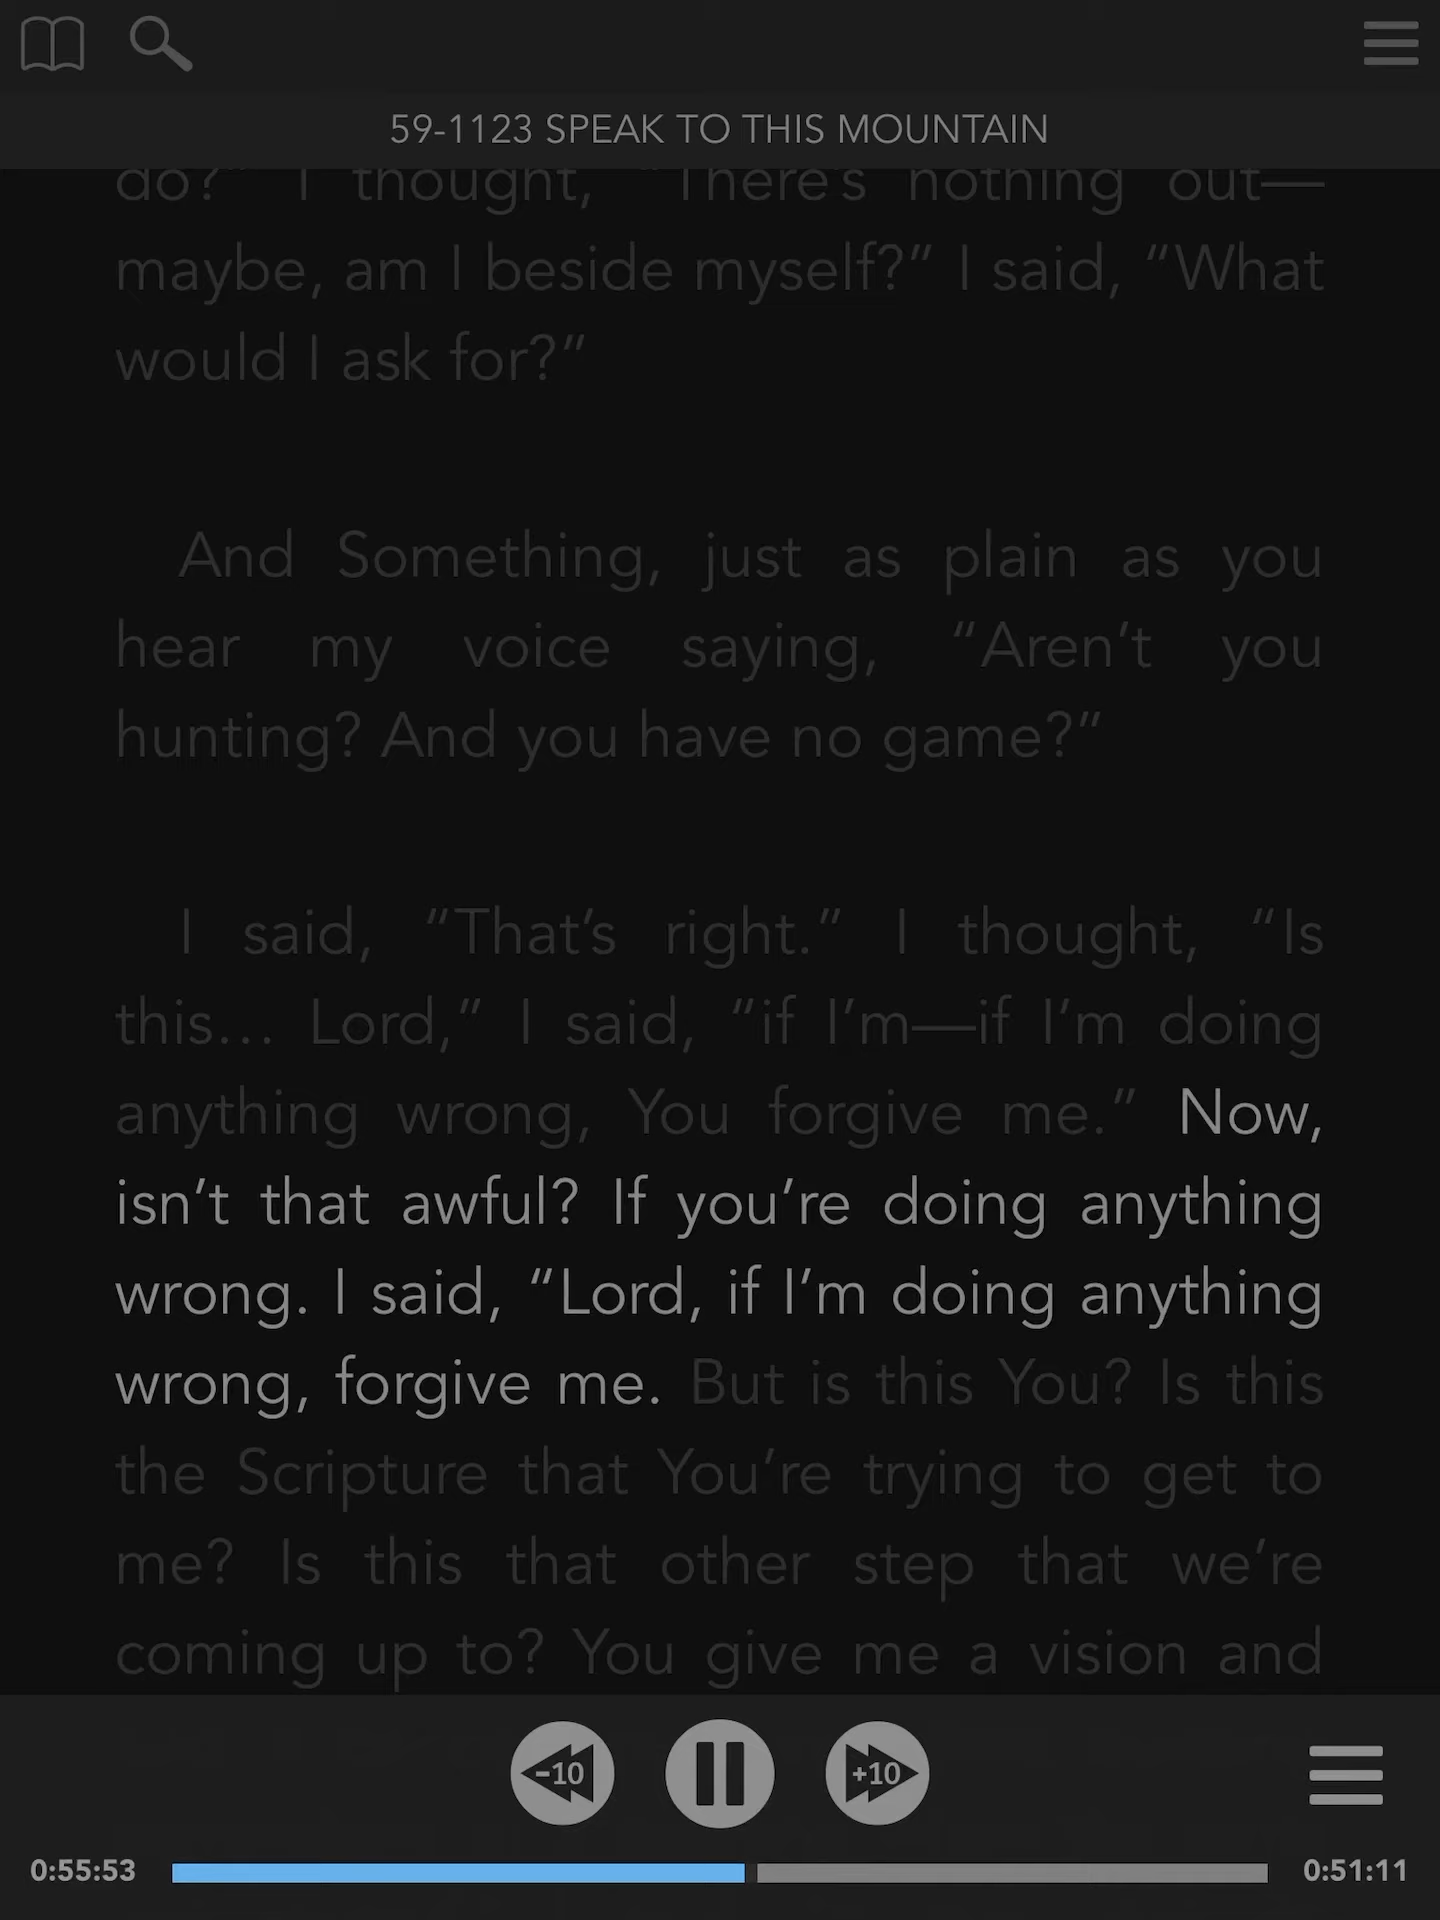 59-1123 SPEAK TO THIS MOUNTAIN
do?” I thought, “There’s nothing out—
maybe, am I beside myself?” I said, “What
would I ask for?”
And Something, just as plain as you
hear my voice saying, “Aren’t you
hunting? And you have no game?”
I said, “That’s right.” I thought, “Is
this… Lord,” I said, “if I’m—if I’m doing
anything wrong, You forgive me.” Now,
isn’t that awful? If you’re doing anything
wrong. I said, “Lord, if I’m doing anything
wrong, forgive me. But is this You? Is this
the Scripture that You’re trying to get to
me? Is this that other step that we’re
coming up to? You give me a vision and
-10 +10
0:55:53 0:51:11